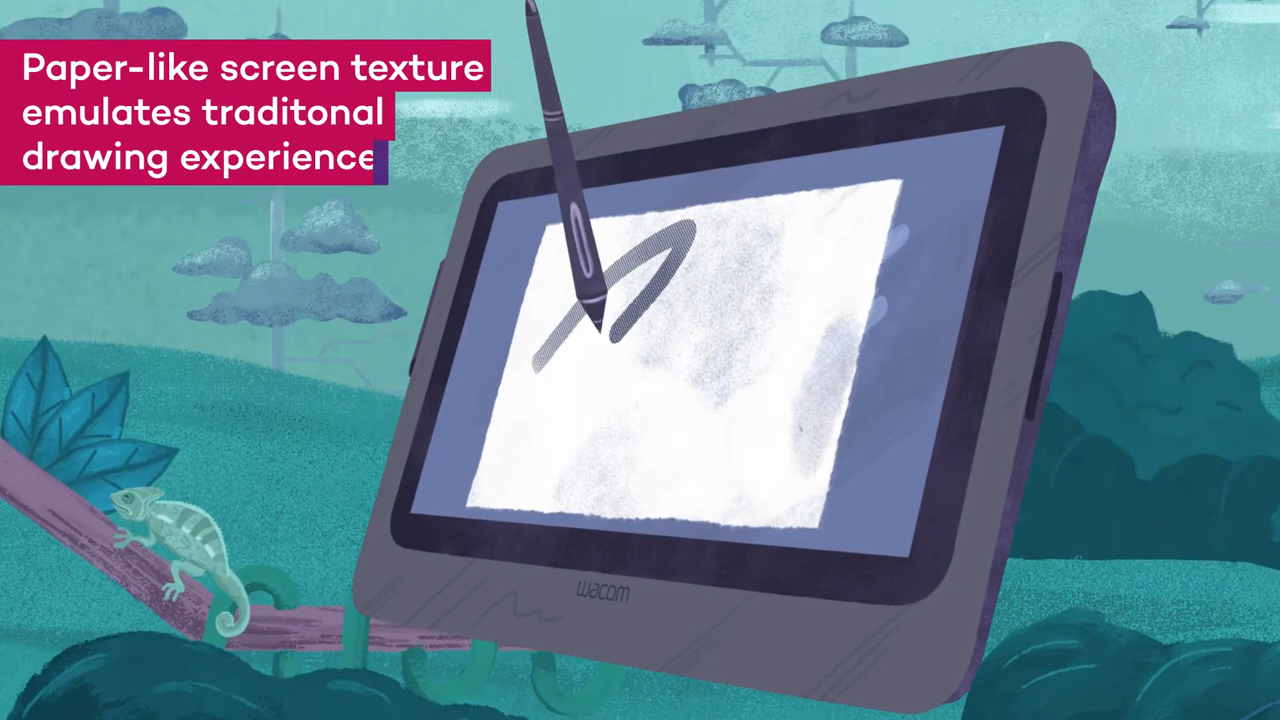 Paper-like screen texture
emulates traditonal
drawing experience
wacom